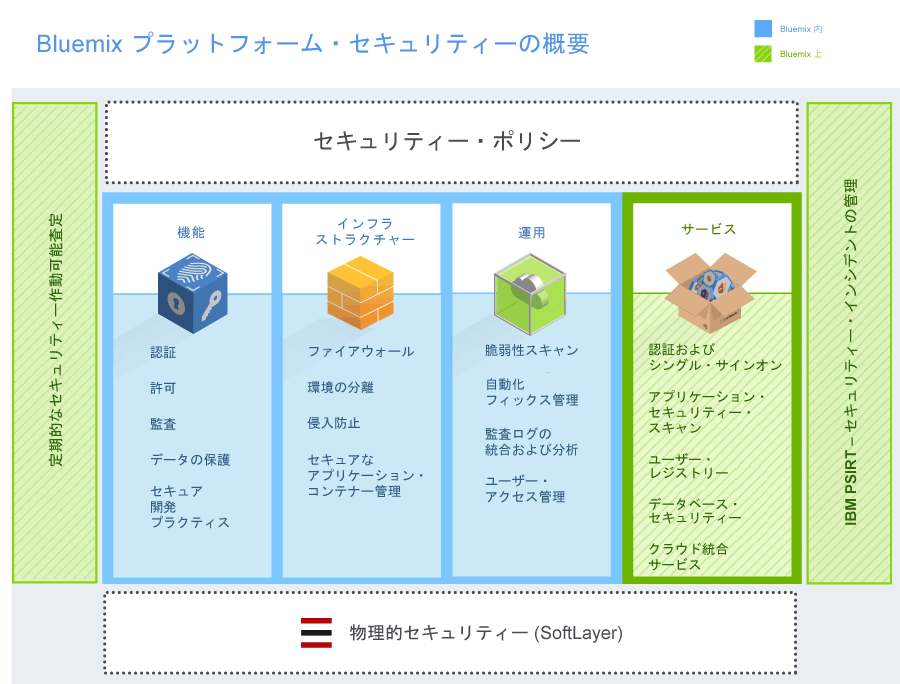 Bluemix プラットフォーム・セキュリティーの概要
Bluemix 内
Bluemix 上
定期的なセキュリティー作動可能査定
セキュリティー・ポリシー
機能
認証
許可
監査
データの保護
セキュア
開発
プラクティス
インフラ
ストラクチャー
ファイアウォール
環境の分離
侵入防止
セキュアな
アプリケーション・
コンテナー管理
運用
脆弱性スキャン
自動化
フィックス管理
監査ログの
統合および分析
ユーザー・
アクセス管理
サービス
認証および
シングル・サインオン
アプリケーション・
セキュリティー・
スキャン
ユーザー・
レジストリー
データベース・
セキュリティー
クラウド統合
サービス
IBM PSIRT – セキュリティー・インシデントの管理
物理的セキュリティー (SoftLayer)